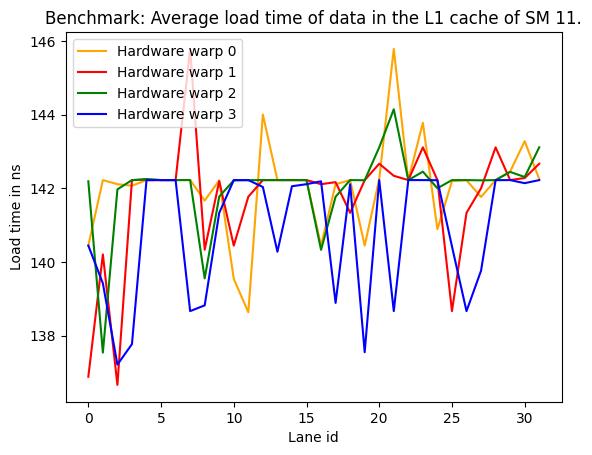 Benchmark: Average load time of data in the L1 cache of SM 11.
Hardware warp 0
Hardware warp 1
Hardware warp 2
Hardware warp 3
146
144
142
140
138
Load time in ns
0 5 10 15 20 25 30
Lane id